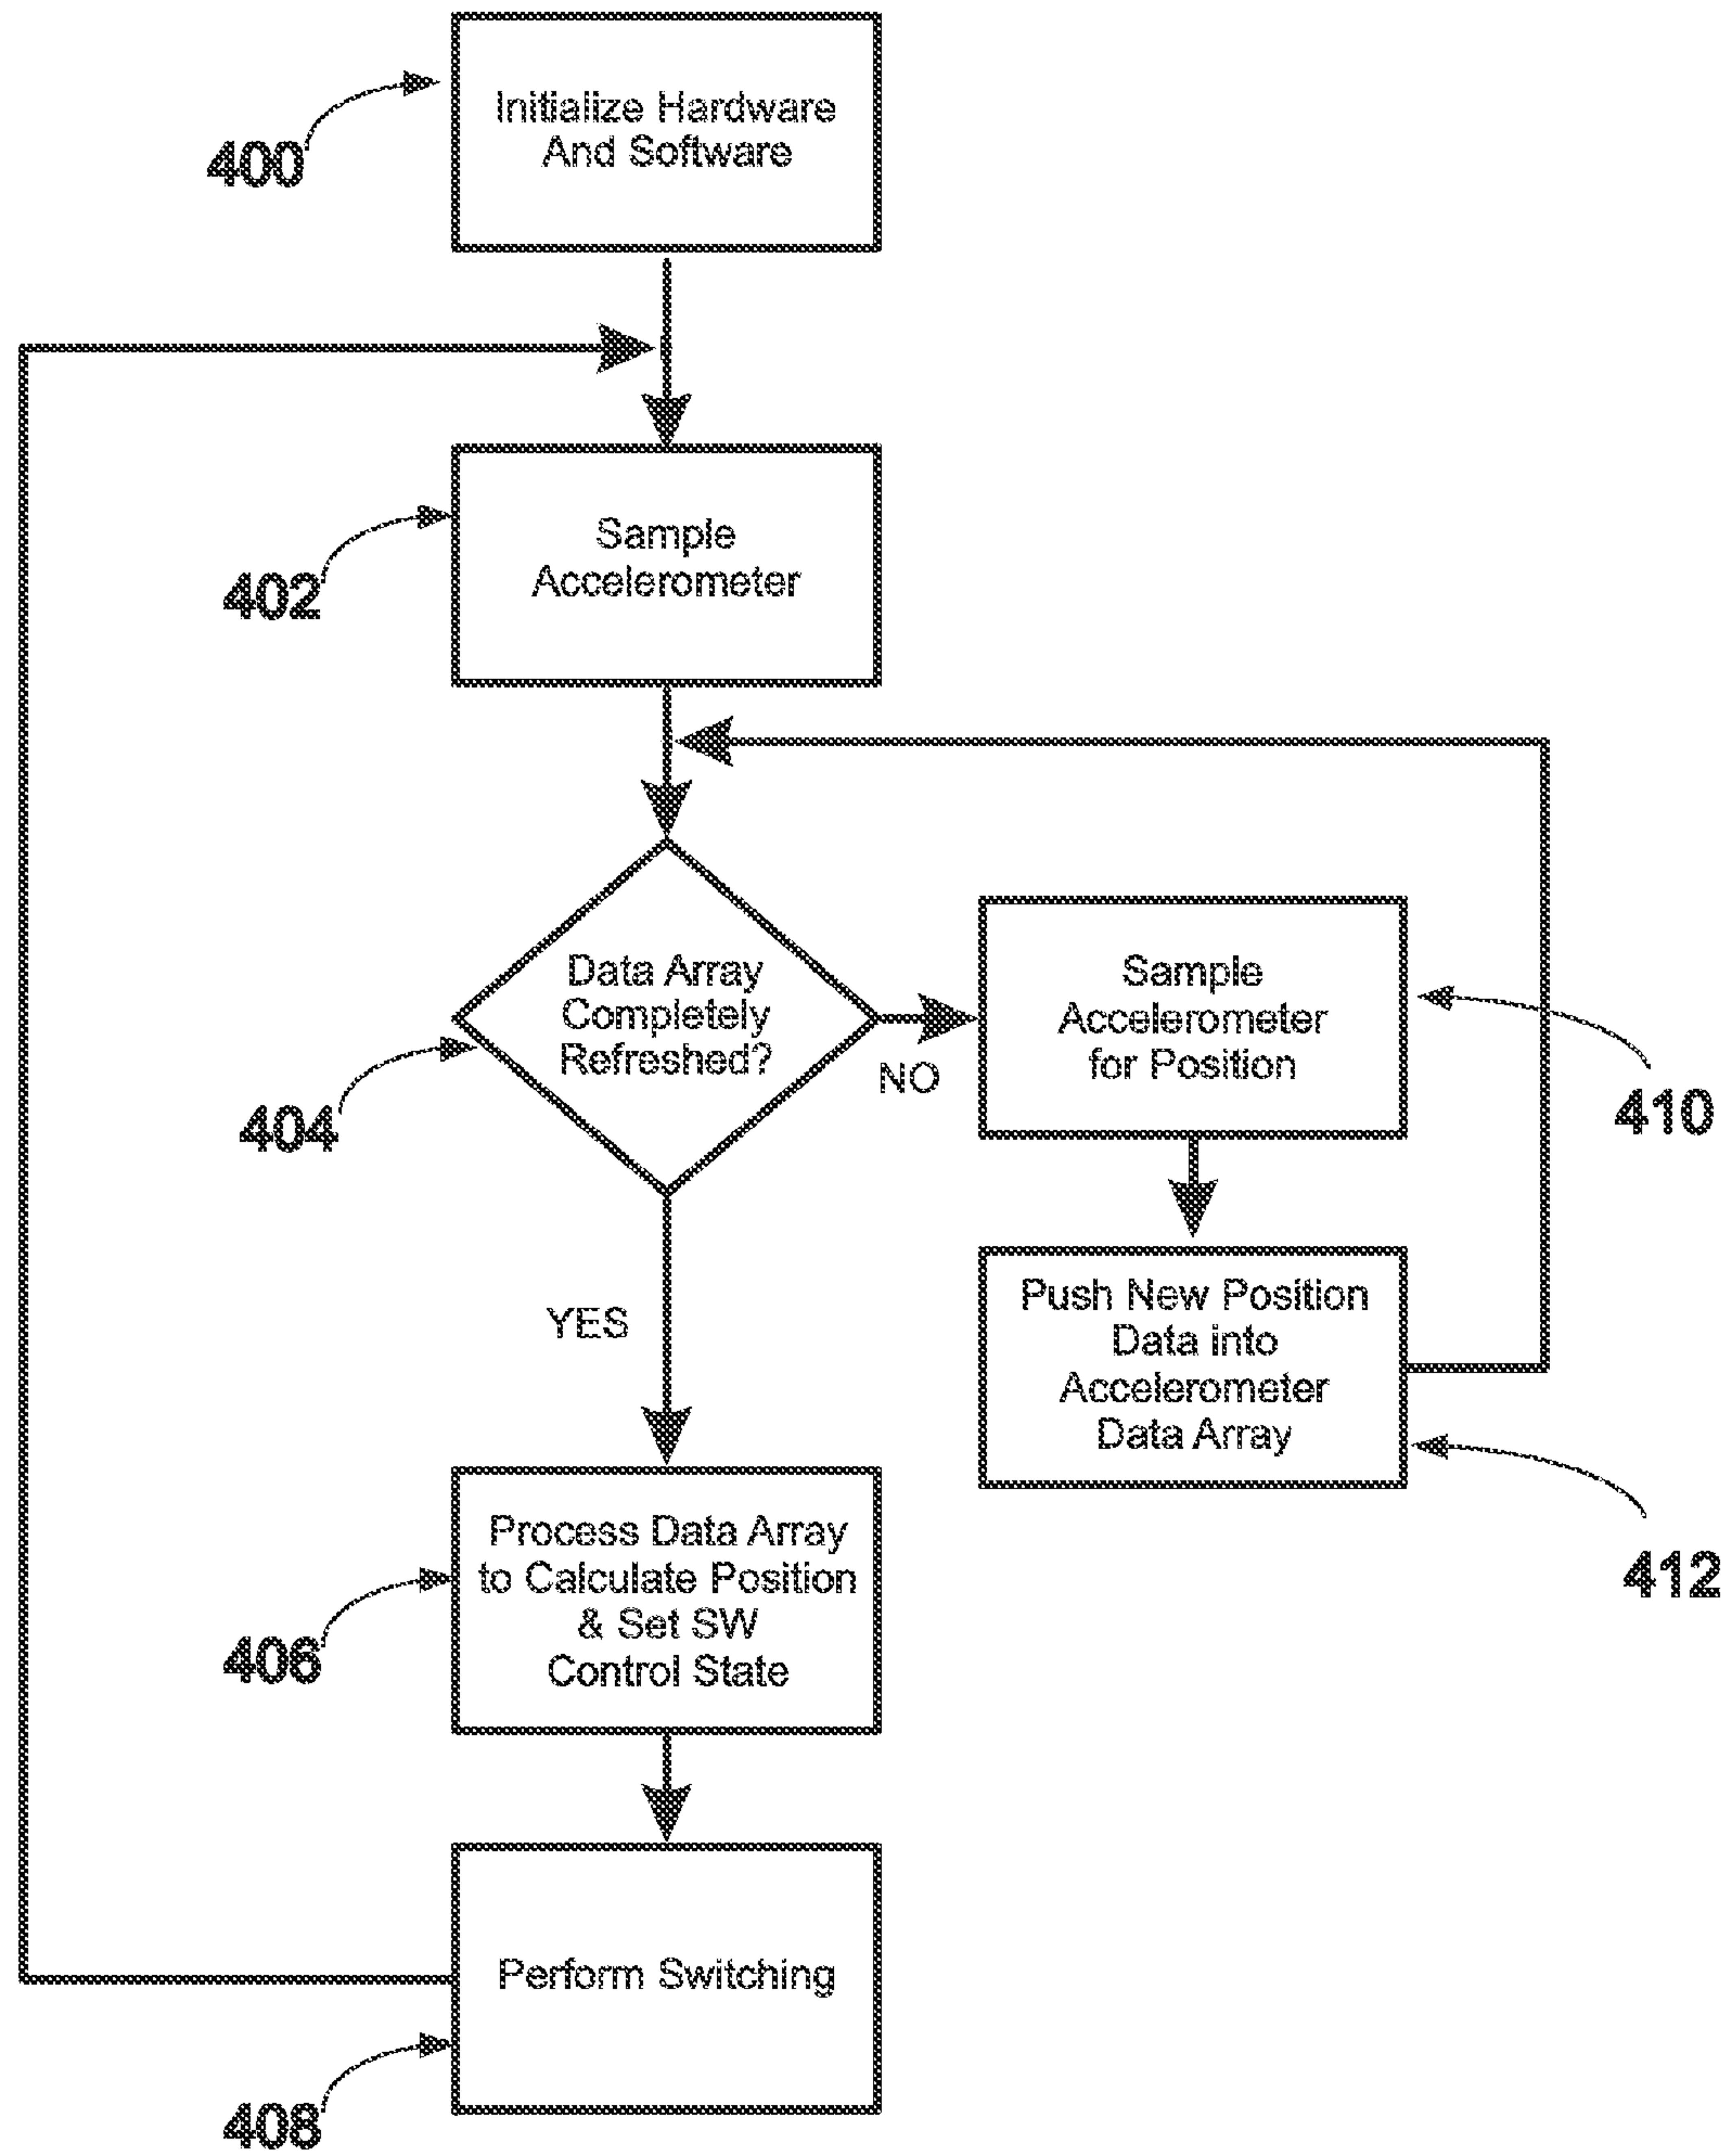 Initialize Hardware
And Software
400
Sample
Accelerometer
402
Data Array
Completely
Refreshed?
404
NO
Sample
Accelerometer
for Position
410
YES
Push New Position
Data into
Accelerometer
Data Array
412
Process Data Array
to Calculate Position
& Set SW
Control State
406
Perform Switching
408